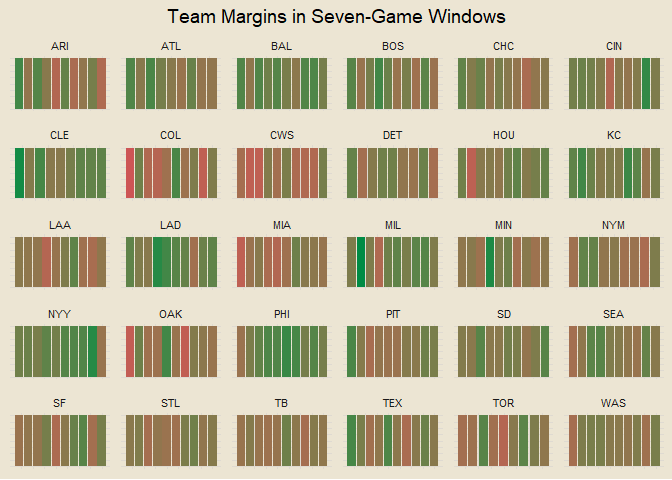 Team Margins in Seven-Game Windows
ARI ATL BAL BOS CHC CIN
CLE COL CWS DET HOU KC
LAA LAD MIA MIL MIN NYM
NYY OAK PHI PIT SD SEA
SF STL TB TEX TOR WAS